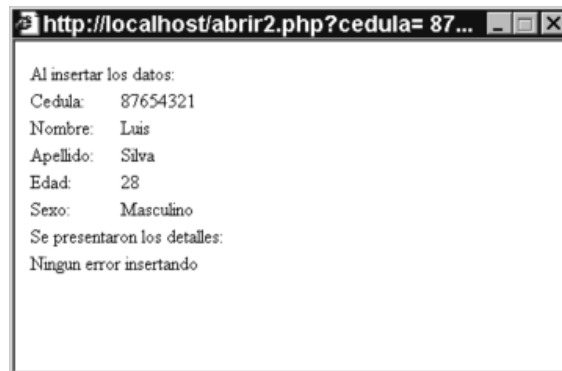 http://localhost/abrir2.php?cedula= 87...
Al insertar los datos:
Cedula: 87654321
Nombre: Luis
Apellido: Silva
Edad: 28
Sexo: Masculino
Se presentaron los detalles:
Ningun error insertando